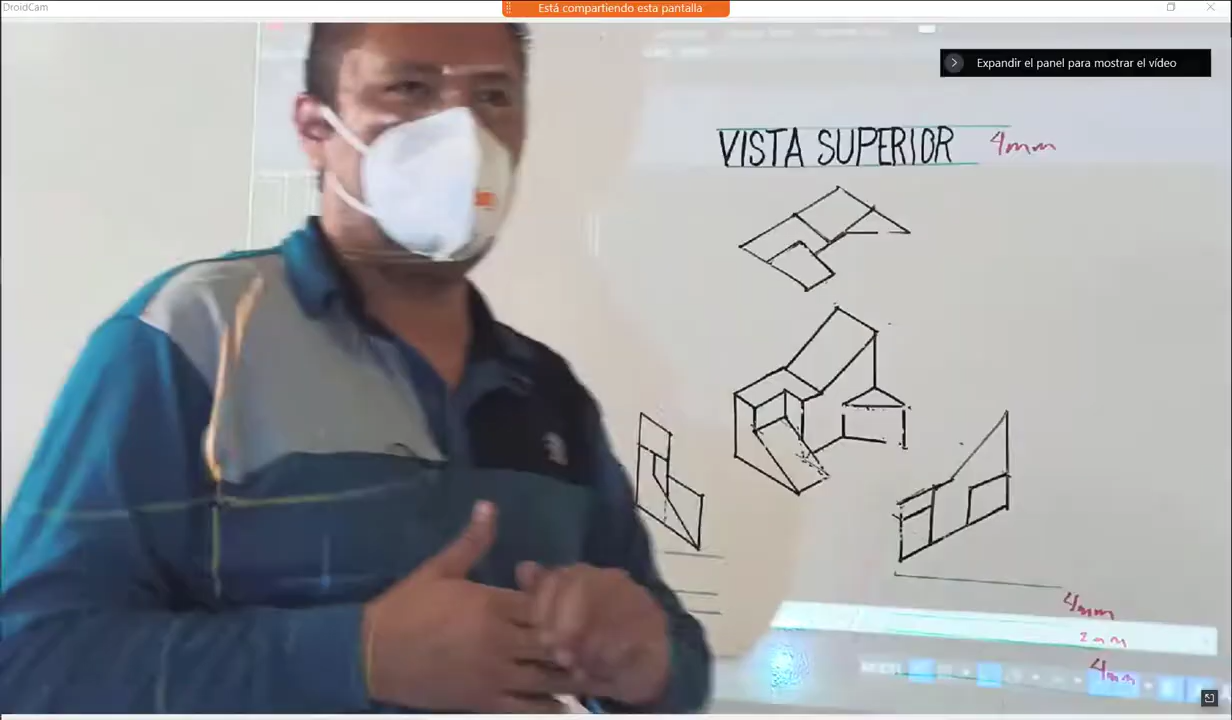 DroidCam
Está compartiendo esta pantalla
Expandir el panel para mostrar el vídeo
VISTA SUPERIOR 4mm
4mm
2mm
4mm